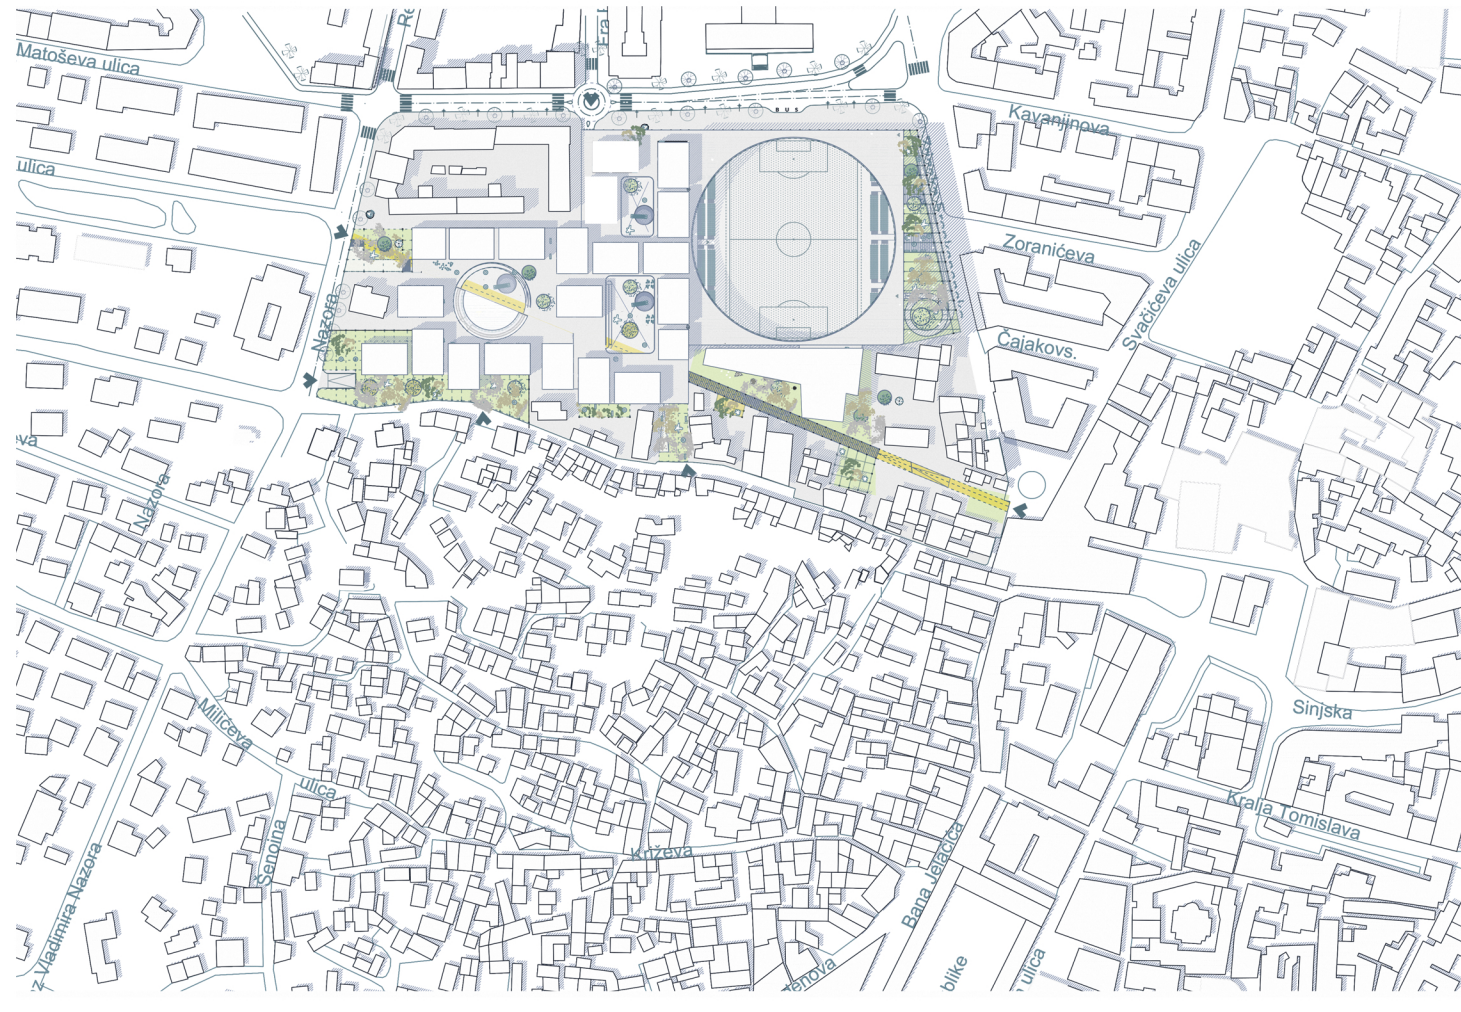 Matoševa ulica
ulica
BUS
Kavanjinova
Zoranićeva
Čajakovs.
Svačićeva ulica
Nazora
Nazora
Sinjska
Milićeva
ulica
Šenoina
Križeva
Kralja Tomislava
Bana Jelačića
Vladimira Nazora
ulica